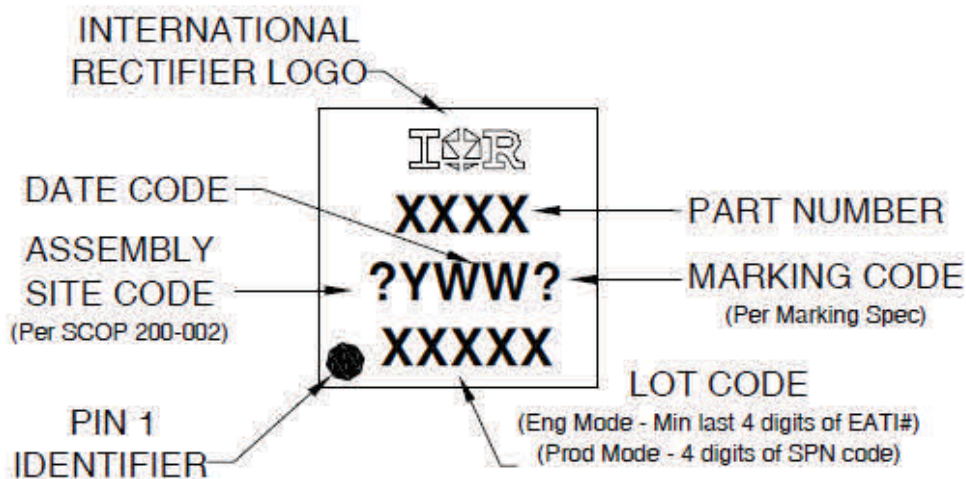 INTERNATIONAL
RECTIFIER LOGO
IOR
DATE CODE
XXXX
PART NUMBER
ASSEMBLY
SITE CODE
(Per SCOP 200-002)
?YWW?
MARKING CODE
(Per Marking Spec)
XXXXX
LOT CODE
(Eng Mode - Min last 4 digits of EATI#)
(Prod Mode - 4 digits of SPN code)
PIN 1
IDENTIFIER